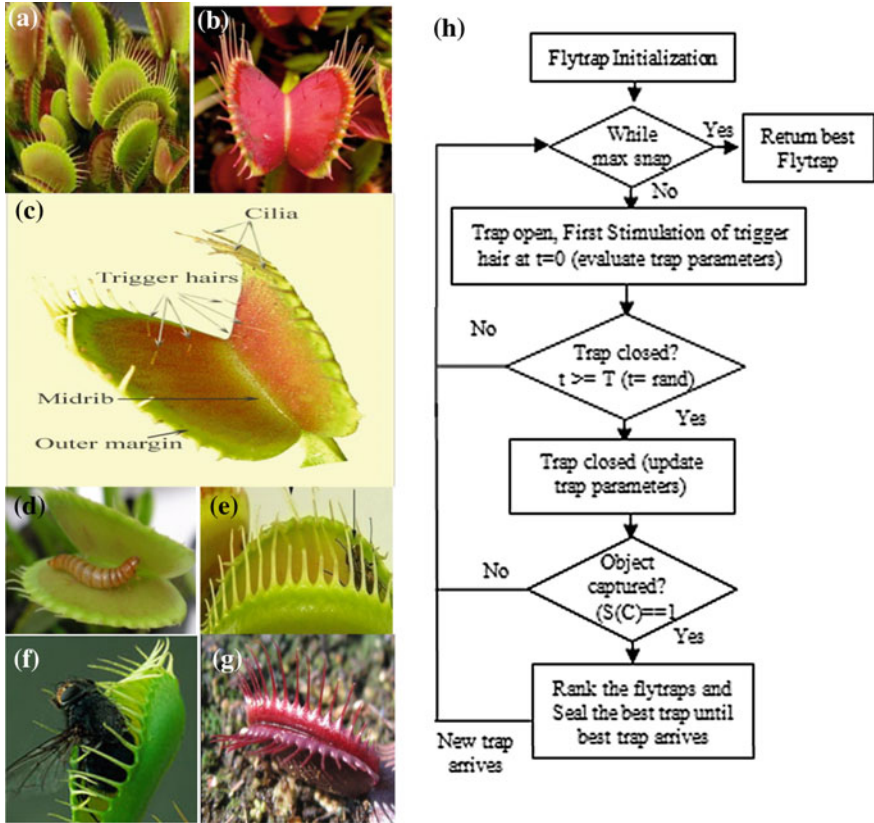 (a)
(b)
(c)
Cilia
Trigger hairs
Midrib
Outer margin
(d)
(e)
(f)
(g)
(h)
Flytrap Initialization
While
max snap
Yes
Return best
Flytrap
No
Trap open, First Stimulation of trigger
hair at t=0 (evaluate trap parameters)
No
Trap closed?
t >= T (t= rand)
Yes
Trap closed (update
trap parameters)
No
Object
captured?
(S(C)==1
Yes
Rank the flytraps and
Seal the best trap until
best trap arrives
New trap
arrives